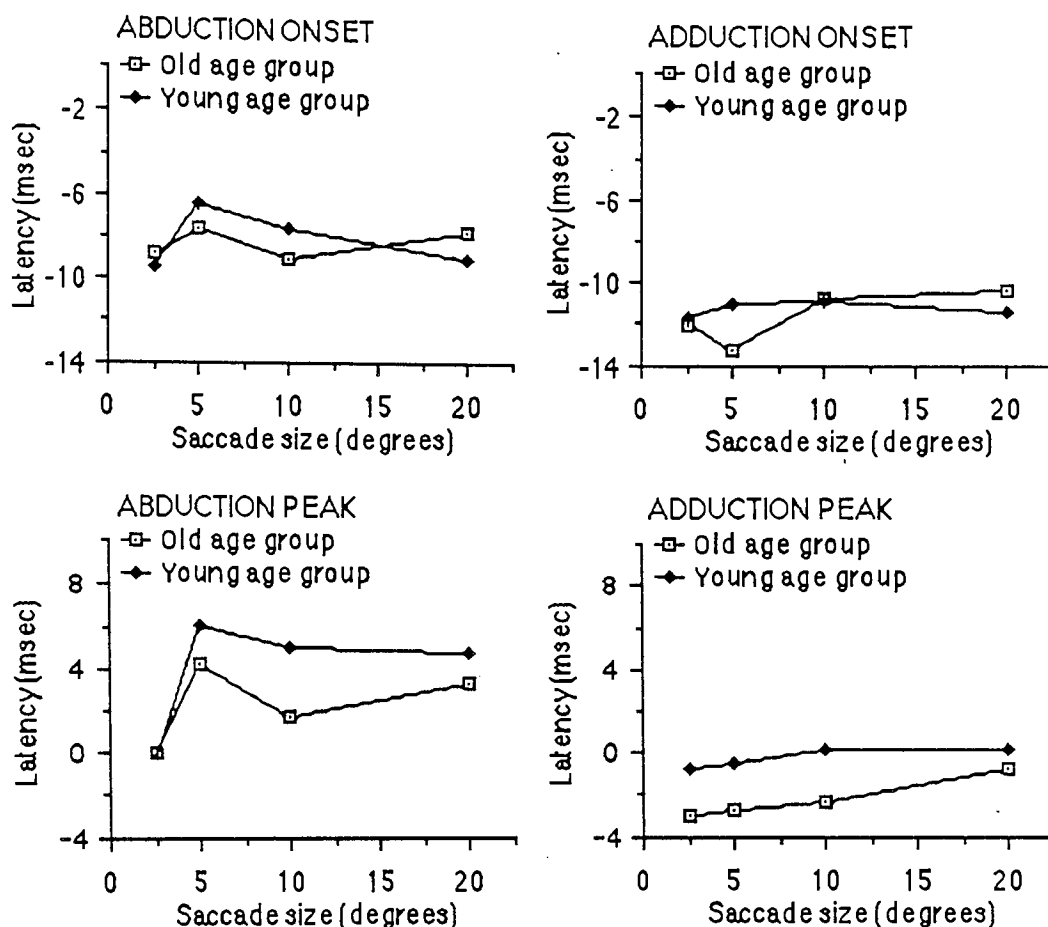 ABDUCTION ONSET
Old age group
Young age group
Latency (msec)
-2
-6
-10
-14
0 5 10 15 20
Saccade size (degrees)
ADDUCTION ONSET
Old age group
Young age group
Latency (msec)
-2
-6
-10
-14
0 5 10 15 20
Saccade size (degrees)
ABDUCTION PEAK
Old age group
Young age group
Latency (msec)
8
4
0
-4
0 5 10 15 20
Saccade size (degrees)
ADDUCTION PEAK
Old age group
Young age group
Latency (msec)
8
4
0
-4
0 5 10 15 20
Saccade size (degrees)